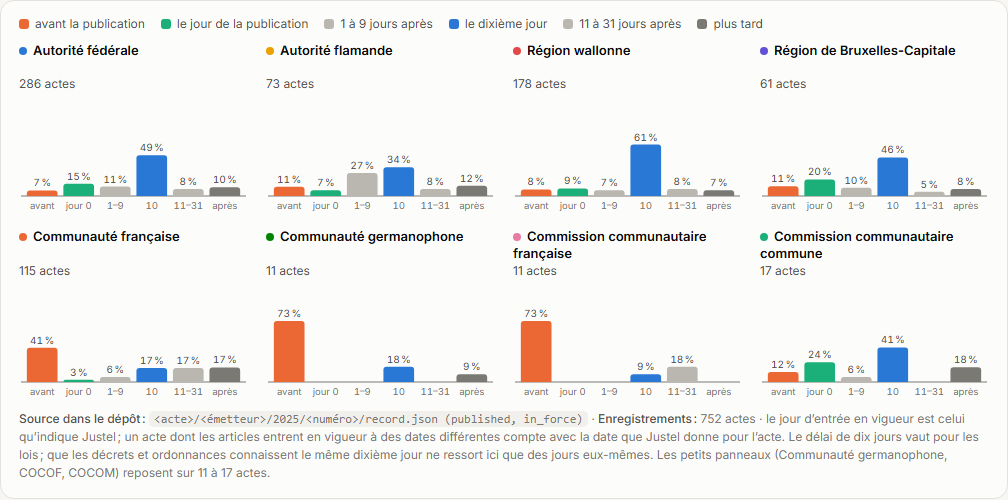 avant la publication le jour de la publication 1 à 9 jours après le dixième jour 11 à 31 jours après plus tard
Autorité fédérale
286 actes
7 % 15 % 11 % 49 % 8 % 10 %
avant jour 0 1–9 10 11–31 après
Autorité flamande
73 actes
11 % 7 % 27 % 34 % 8 % 12 %
avant jour 0 1–9 10 11–31 après
Région wallonne
178 actes
8 % 9 % 7 % 61 % 8 % 7 %
avant jour 0 1–9 10 11–31 après
Région de Bruxelles-Capitale
61 actes
11 % 20 % 10 % 46 % 5 % 8 %
avant jour 0 1–9 10 11–31 après
Communauté française
115 actes
41 % 3 % 6 % 17 % 17 % 17 %
avant jour 0 1–9 10 11–31 après
Communauté germanophone
11 actes
73 % 18 % 9 %
avant jour 0 1–9 10 11–31 après
Commission communautaire
française
11 actes
73 % 9 % 18 %
avant jour 0 1–9 10 11–31 après
Commission communautaire
commune
17 actes
12 % 24 % 6 % 41 % 18 %
avant jour 0 1–9 10 11–31 après
Source dans le dépôt : <acte>/<émetteur>/2025/<numéro>/record.json (published, in_force) · Enregistrements : 752 actes · le jour d’entrée en vigueur est celui
qu’indique Justel ; un acte dont les articles entrent en vigueur à des dates différentes compte avec la date que Justel donne pour l’acte. Le délai de dix jours vaut pour les
lois ; que les décrets et ordonnances connaissent le même dixième jour ne ressort ici que des jours eux-mêmes. Les petits panneaux (Communauté germanophone,
COCOF, COCOM) reposent sur 11 à 17 actes.